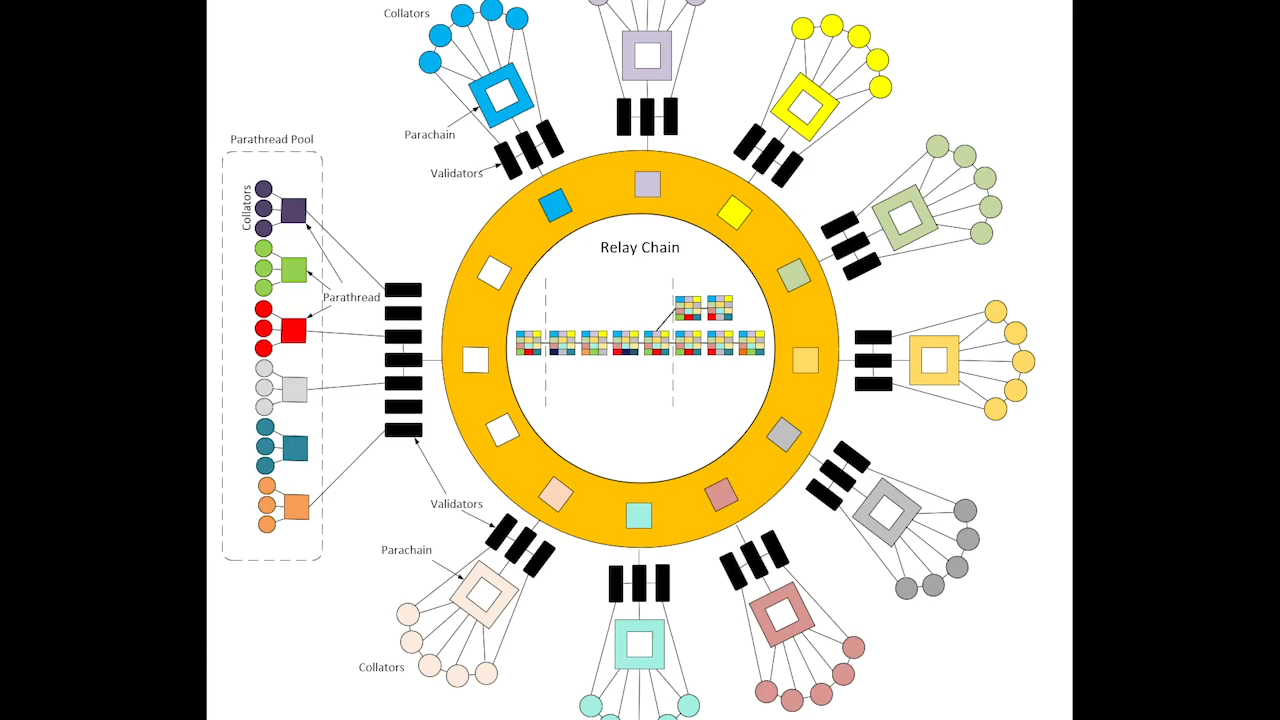 Collators
Parachain
Validators
Parathread Pool
Collators
Parathread
Relay Chain
Validators
Parachain
Collators